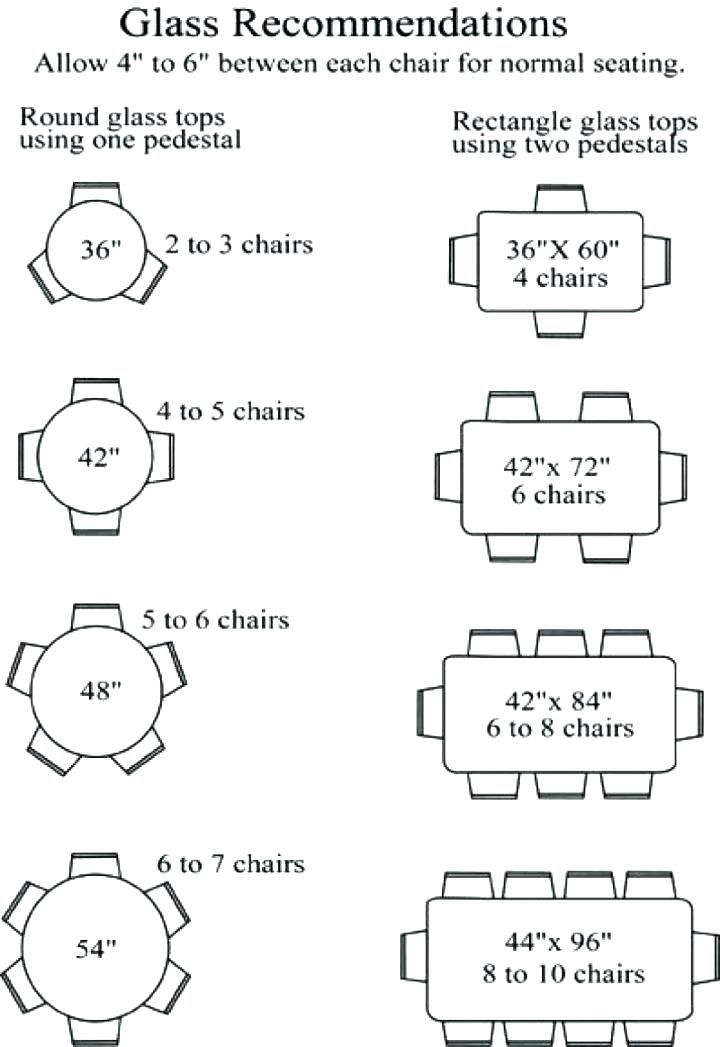 Glass Recommendations
Allow 4" to 6" between each chair for normal seating.
Round glass tops
using one pedestal
36"
2 to 3 chairs
42"
4 to 5 chairs
48"
5 to 6 chairs
54"
6 to 7 chairs
Rectangle glass tops
using two pedestals
36"X 60"
4 chairs
42"x 72"
6 chairs
42"x 84"
6 to 8 chairs
44"x 96"
8 to 10 chairs